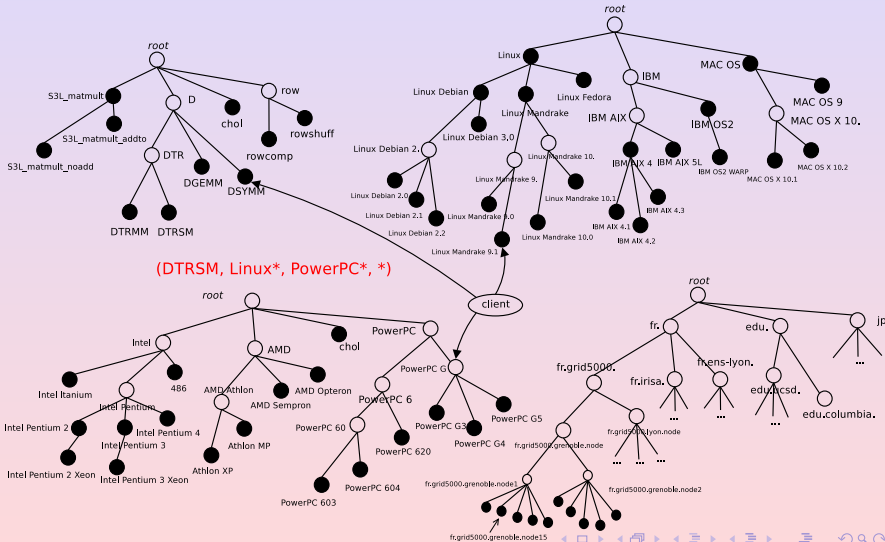 root
S3L_matmult
D
row
chol
rowshuff
S3L_matmult_addto
rowcomp
S3L_matmult_noadd
DTR
DGEMM
DSYMM
DTRMM
DTRSM
root
Linux
IBM
MAC OS
Linux Debian
Linux Fedora
MAC OS 9
Linux Mandrake
IBM AIX
IBM OS2
MAC OS X 10.
Linux Debian 3,0
Linux Debian 2.
Linux Mandrake 10.
IBM AIX 4
IBM AIX 5L
IBM OS2 WARP
MAC OS X 10,1
MAC OS X 10,2
Linux Mandrake 9.
Linux Debian 2.0
Linux Mandrake 10.1
Linux Debian 2.1
Linux Mandrake 9.0
IBM AIX 4.3
Linux Debian 2.2
Linux Mandrake 10.0
IBM AIX 4.1
IBM AIX 4.2
Linux Mandrake 9.1
(DTRSM, Linux*, PowerPC*, *)
client
root
Intel
AMD
chol
PowerPC
PowerPC G
Intel Itanium
486
AMD Athlon
AMD Sempron
AMD Opteron
PowerPC 6
Intel Pentium
Intel Pentium 2
Intel Pentium 4
Intel Pentium 3
Athlon MP
PowerPC 60
PowerPC G3
PowerPC G5
PowerPC G4
Intel Pentium 2 Xeon
Intel Pentium 3 Xeon
Athlon XP
PowerPC 620
PowerPC 604
PowerPC 603
root
fr.
edu.
jp
fr.grid5000.
fr.irisa.
fr.ens-lyon.
edu.ucsd.
edu.columbia.
...
...
...
...
fr.grid5000.lyon.node
fr.grid5000.grenoble.node
...
...
...
fr.grid5000.grenoble.node1
fr.grid5000.grenoble.node2
fr.grid5000.grenoble.node15